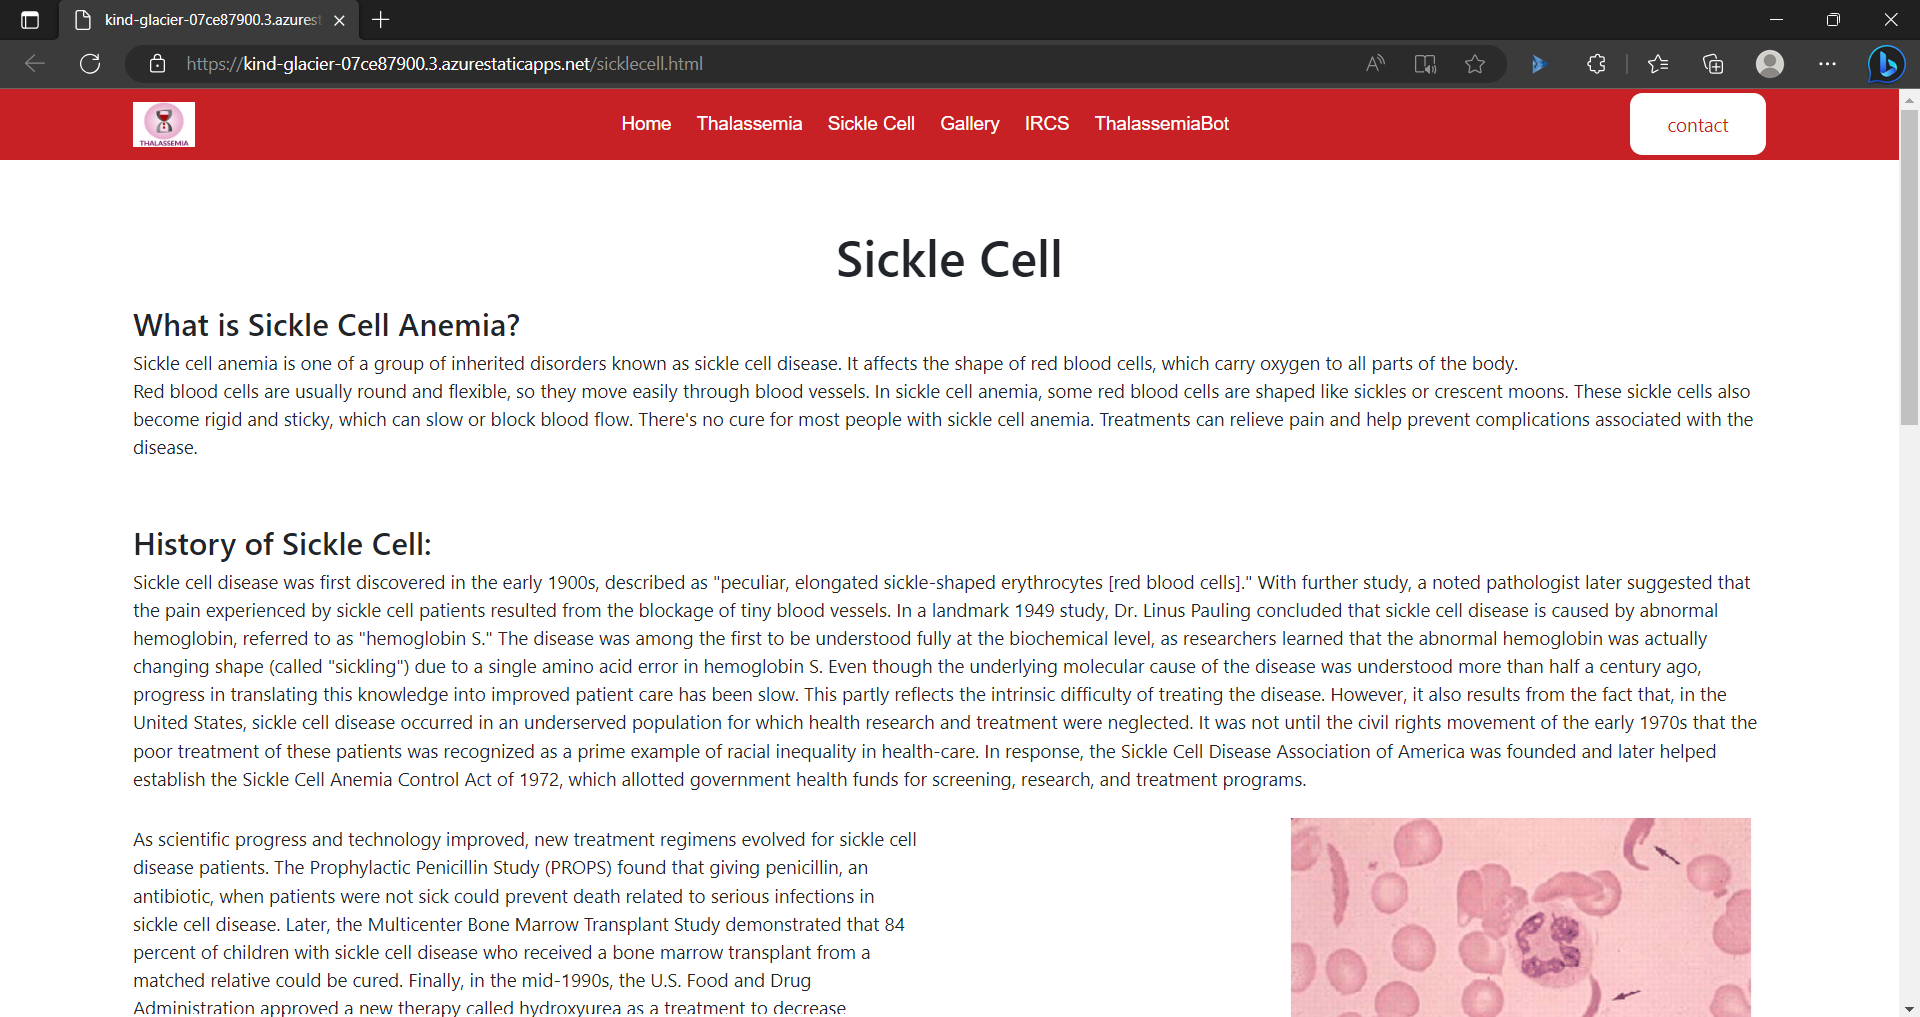 kind-glacier-07ce87900.3.azurest
https://kind-glacier-07ce87900.3.azurestaticapps.net/sicklecell.html
THALASSEMIA
Home Thalassemia Sickle Cell Gallery IRCS ThalassemiaBot
contact
Sickle Cell
What is Sickle Cell Anemia?
Sickle cell anemia is one of a group of inherited disorders known as sickle cell disease. It affects the shape of red blood cells, which carry oxygen to all parts of the body.
Red blood cells are usually round and flexible, so they move easily through blood vessels. In sickle cell anemia, some red blood cells are shaped like sickles or crescent moons. These sickle cells also
become rigid and sticky, which can slow or block blood flow. There's no cure for most people with sickle cell anemia. Treatments can relieve pain and help prevent complications associated with the
disease.
History of Sickle Cell:
Sickle cell disease was first discovered in the early 1900s, described as "peculiar, elongated sickle-shaped erythrocytes [red blood cells]." With further study, a noted pathologist later suggested that
the pain experienced by sickle cell patients resulted from the blockage of tiny blood vessels. In a landmark 1949 study, Dr. Linus Pauling concluded that sickle cell disease is caused by abnormal
hemoglobin, referred to as "hemoglobin S." The disease was among the first to be understood fully at the biochemical level, as researchers learned that the abnormal hemoglobin was actually
changing shape (called "sickling") due to a single amino acid error in hemoglobin S. Even though the underlying molecular cause of the disease was understood more than half a century ago,
progress in translating this knowledge into improved patient care has been slow. This partly reflects the intrinsic difficulty of treating the disease. However, it also results from the fact that, in the
United States, sickle cell disease occurred in an underserved population for which health research and treatment were neglected. It was not until the civil rights movement of the early 1970s that the
poor treatment of these patients was recognized as a prime example of racial inequality in health-care. In response, the Sickle Cell Disease Association of America was founded and later helped
establish the Sickle Cell Anemia Control Act of 1972, which allotted government health funds for screening, research, and treatment programs.
As scientific progress and technology improved, new treatment regimens evolved for sickle cell
disease patients. The Prophylactic Penicillin Study (PROPS) found that giving penicillin, an
antibiotic, when patients were not sick could prevent death related to serious infections in
sickle cell disease. Later, the Multicenter Bone Marrow Transplant Study demonstrated that 84
percent of children with sickle cell disease who received a bone marrow transplant from a
matched relative could be cured. Finally, in the mid-1990s, the U.S. Food and Drug
Administration approved a new therapy called hydroxyurea as a treatment to decrease